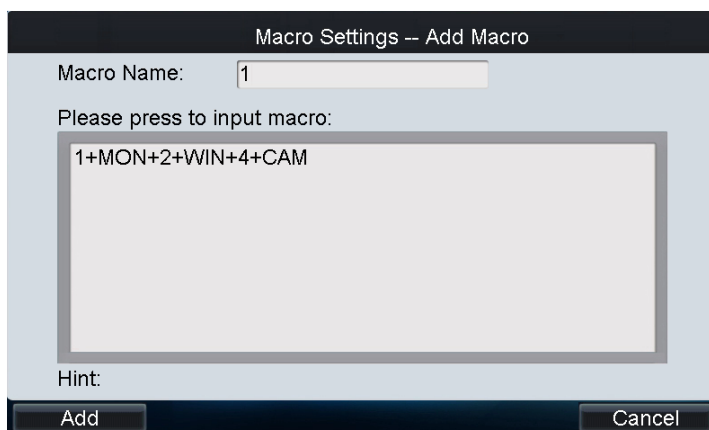 Macro Settings -- Add Macro
Macro Name: 1
Please press to input macro:
1+MON+2+WIN+4+CAM
Hint:
Add Cancel